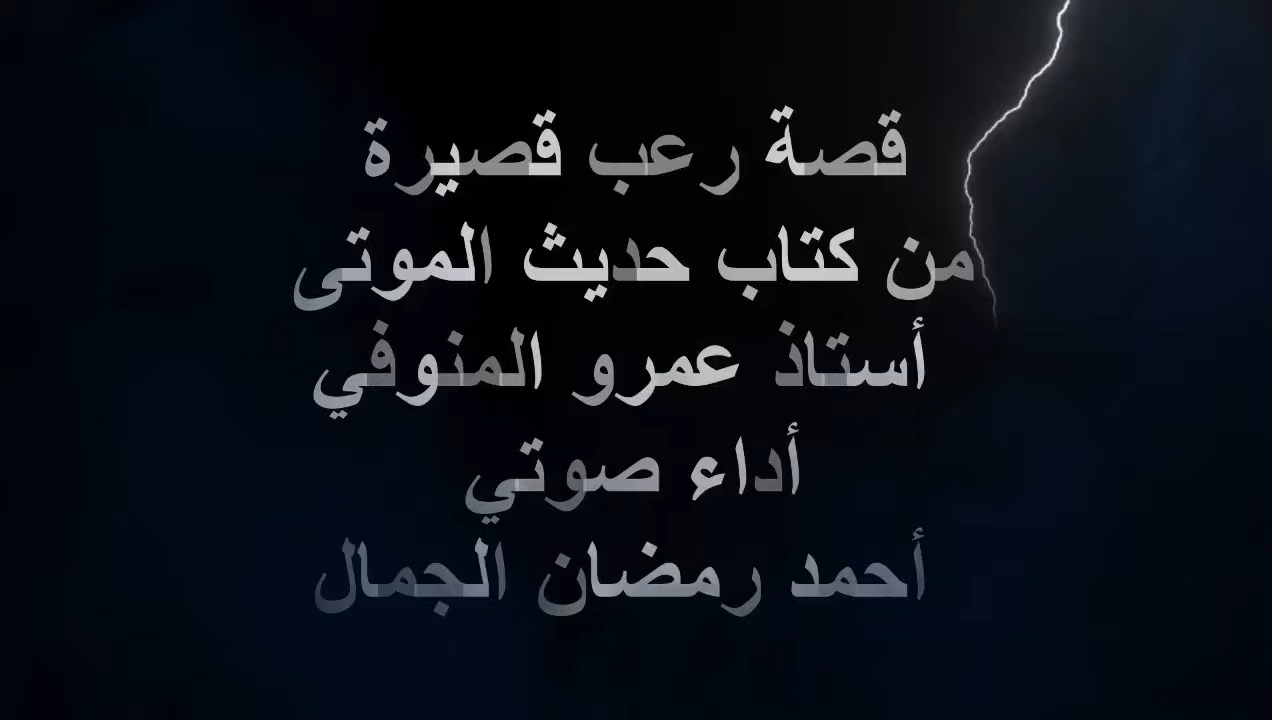 قصة رعب قصيرة
من كتاب حديث الموتى
أستاذ عمرو المنوفي
أداء صوتي
أحمد رمضان الجمال